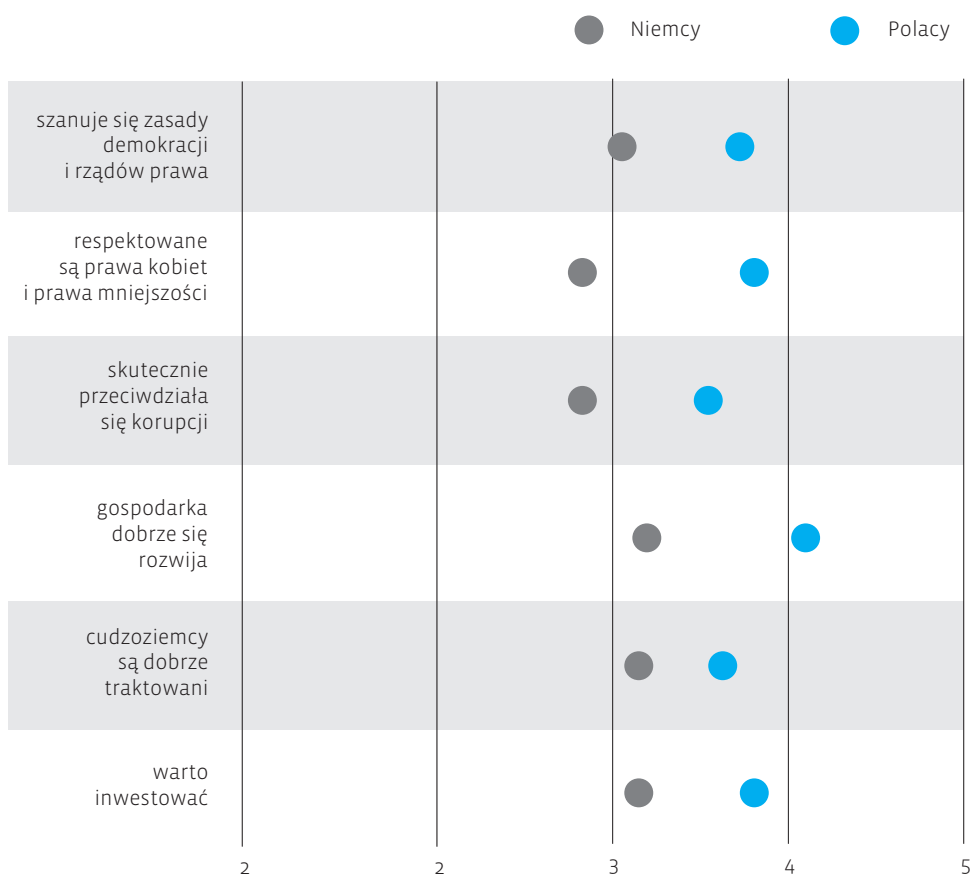 Niemcy
Polacy
szanuje się zasady
demokracji
i rządów prawa
respektowane
są prawa kobiet
i prawa mniejszości
skutecznie
przeciwdziała
się korupcji
gospodarka
dobrze się
rozwija
cudzoziemcy
są dobrze
traktowani
warto
inwestować
2 2 3 4 5